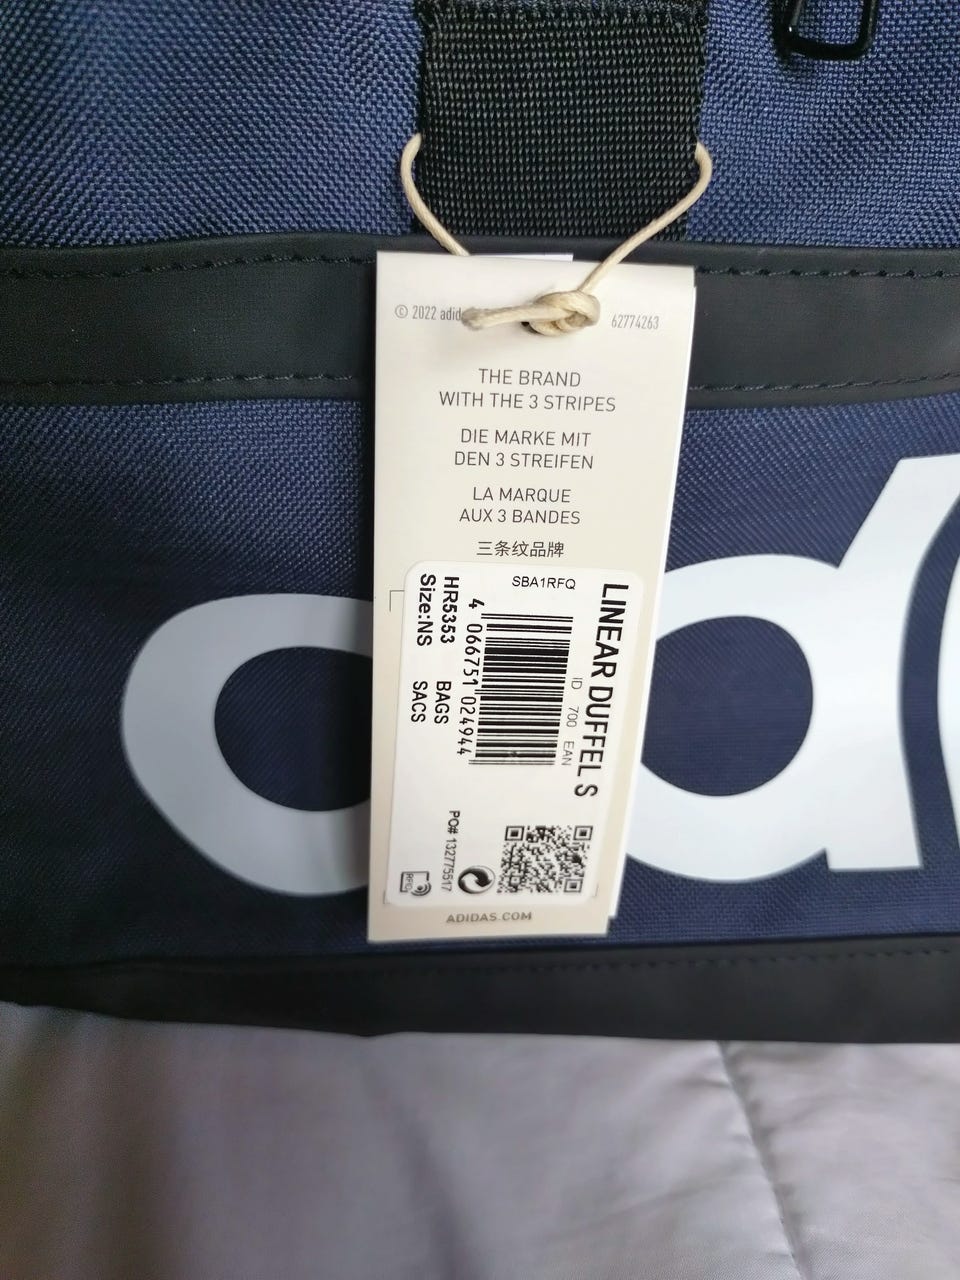 © 2022 adid
62774263
THE BRAND
WITH THE 3 STRIPES
DIE MARKE MIT
DEN 3 STREIFEN
LA MARQUE
AUX 3 BANDES
三条纹品牌
SBA1RFQ
LINEAR DUFFEL S
ID 700 EAN
4 066751 024944
HR5353 BAGS
Size:NS SACS
PO# 132775517
RFID
ADIDAS.COM
ad